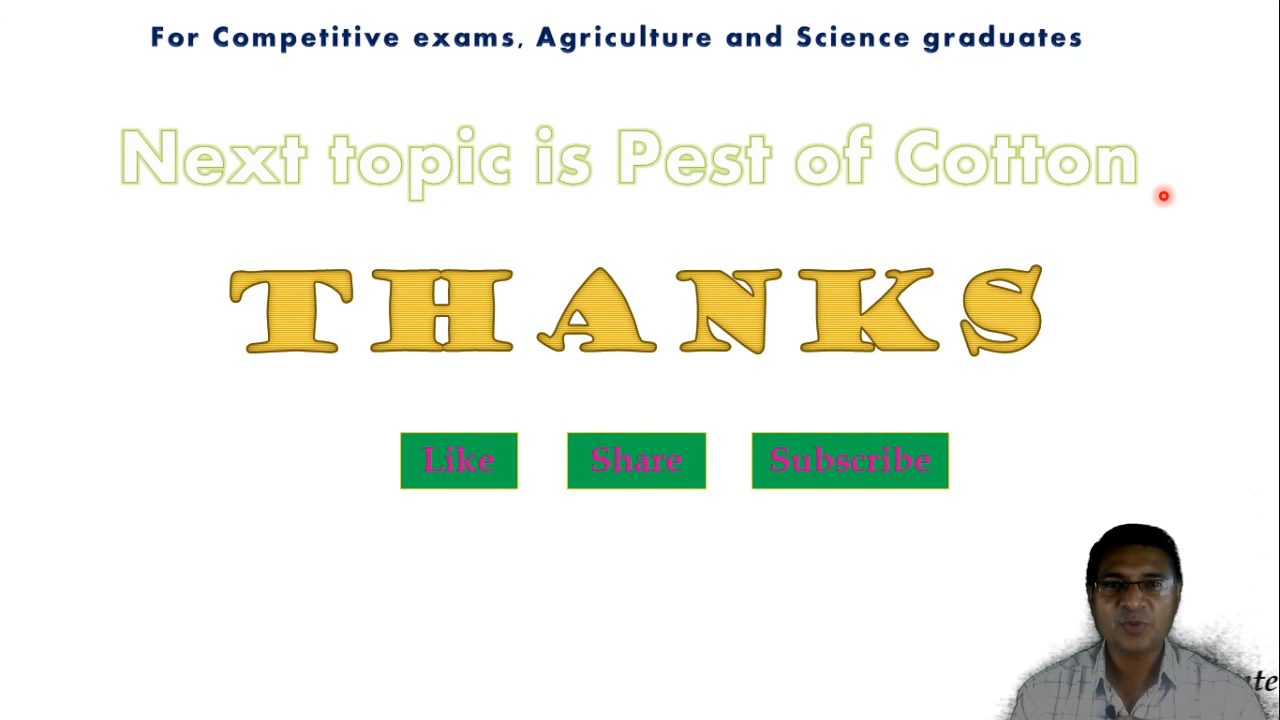 For Competitive exams, Agriculture and Science graduates
Next topic is Pest of Cotton
THANKS
Like
Share
Subscribe